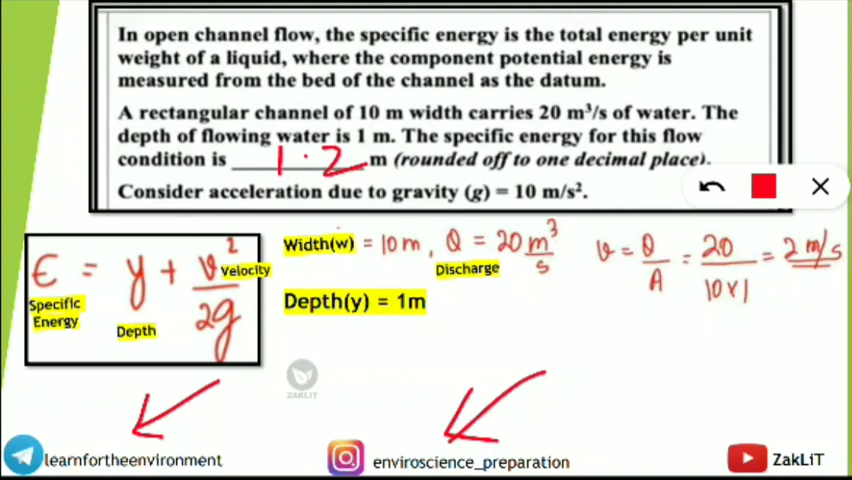 In open channel flow, the specific energy is the total energy per unit
weight of a liquid, where the component potential energy is
measured from the bed of the channel as the datum.
A rectangular channel of 10 m width carries 20 m³/s of water. The
depth of flowing water is 1 m. The specific energy for this flow
condition is 1.2 m (rounded off to one decimal place).
Consider acceleration due to gravity (g) = 10 m/s².
E = y + v²/2g
Specific Energy
Depth
Velocity
Width(w) = 10m, Q = 20 m³/s
Discharge
v = Q/A = 20/10×1 = 2 m/s
Depth(y) = 1m
ZAKLIT
learnfortheenvironment
enviroscience_preparation
ZakLiT